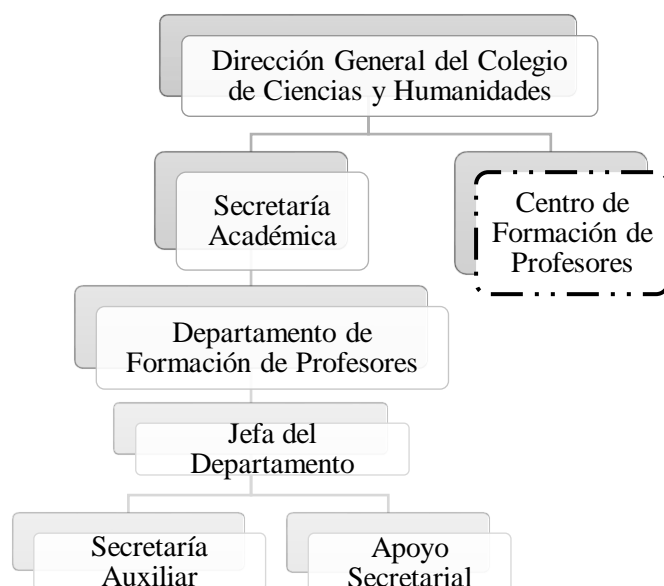 Dirección General del Colegio
de Ciencias y Humanidades
Secretaría
Académica
Centro de
Formación de
Profesores
Departamento de
Formación de Profesores
Jefa del
Departamento
Secretaría
Auxiliar
Apoyo
Secretarial